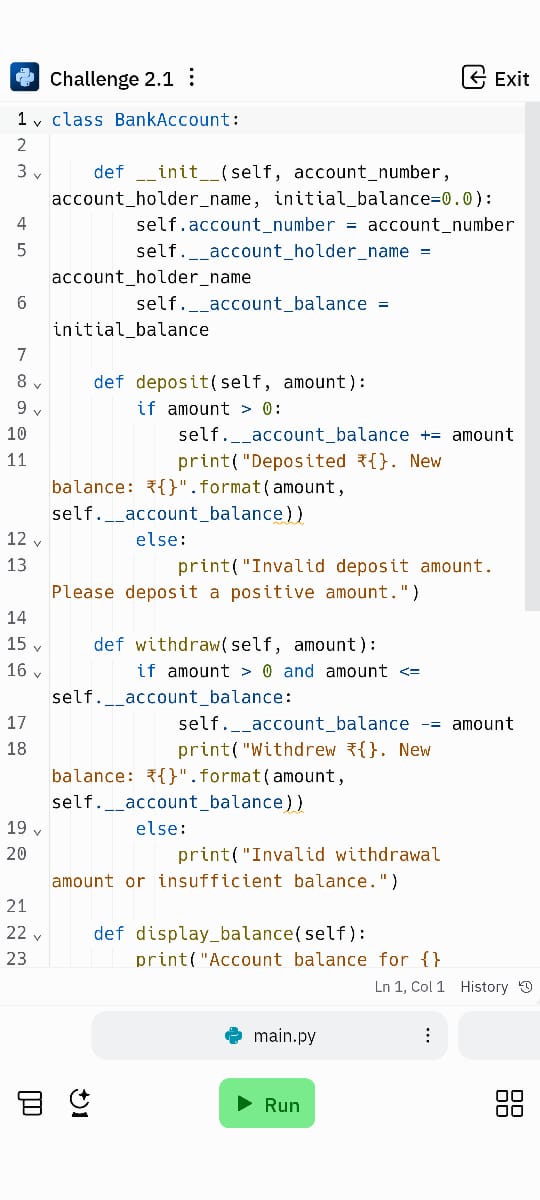 Challenge 2.1
Exit
1 class BankAccount:
2
3 def __init__(self, account_number,
account_holder_name, initial_balance=0.0):
4 self.account_number = account_number
5 self.__account_holder_name =
account_holder_name
6 self.__account_balance =
initial_balance
7
8 def deposit(self, amount):
9 if amount > 0:
10 self.__account_balance += amount
11 print("Deposited ₹{}. New
balance: ₹{}".format(amount,
self.__account_balance))
12 else:
13 print("Invalid deposit amount.
Please deposit a positive amount.")
14
15 def withdraw(self, amount):
16 if amount > 0 and amount <=
self.__account_balance:
17 self.__account_balance -= amount
18 print("Withdrew ₹{}. New
balance: ₹{}".format(amount,
self.__account_balance))
19 else:
20 print("Invalid withdrawal
amount or insufficient balance.")
21
22 def display_balance(self):
23 print("Account balance for {}
Ln 1, Col 1 History
main.py
Run